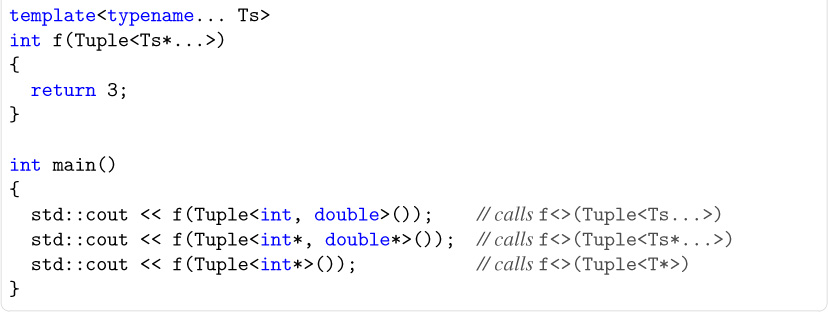 template<typename... Ts>
int f(Tuple<Ts*...>)
{
  return 3;
}

int main()
{
  std::cout << f(Tuple<int, double>());    // calls f<>(Tuple<Ts...>)
  std::cout << f(Tuple<int*, double*>());  // calls f<>(Tuple<Ts*...>)
  std::cout << f(Tuple<int*>());           // calls f<>(Tuple<T*>)
}